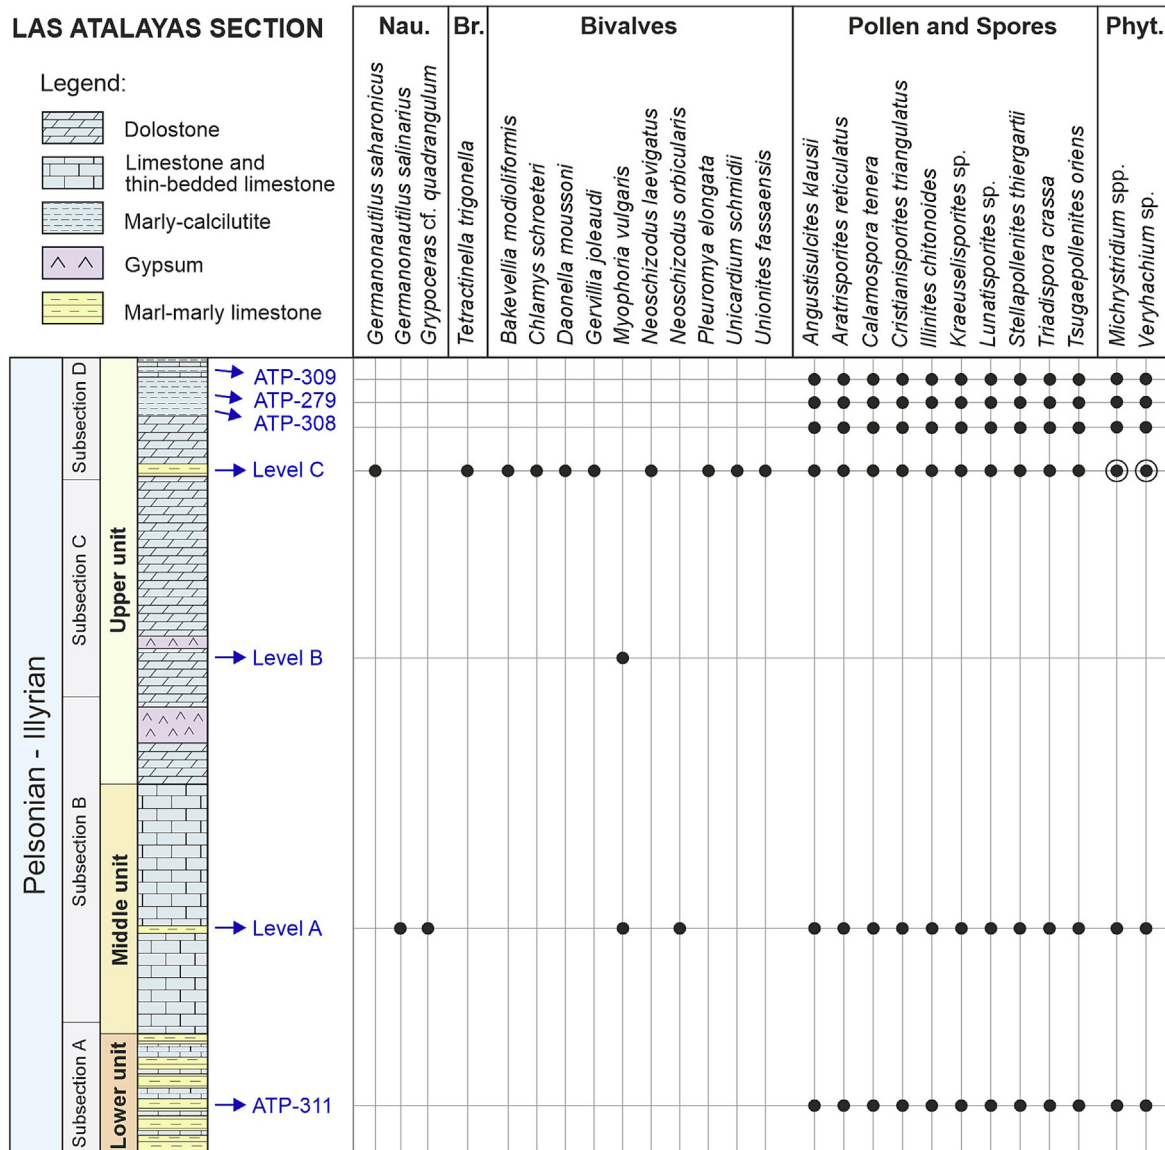 LAS ATALAYAS SECTION
Legend:
Dolostone
Limestone and
thin-bedded limestone
Marly-calcilutite
Gypsum
Marl-marly limestone
Nau.
Br.
Bivalves
Pollen and Spores
Phyt.
Germanonautilus saharonicus
Germanonautilus salinarius
Grypoceras cf. quadrangulum
Tetractinella trigonella
Bakevellia modioliformis
Chlamys schroeteri
Daonella moussoni
Gervillia joleaudi
Myophoria vulgaris
Neoschizodus laevigatus
Neoschizodus orbicularis
Pleuromya elongata
Unicardium schmidii
Unionites fassaensis
Angustisulcites klausii
Aratrisporites reticulatus
Calamospora tenera
Cristianisporites triangulatus
Illinites chitonoides
Kraeuselisporites sp.
Lunatisporites sp.
Stellapollenites thiergartii
Triadispora crassa
Tsugaepollenites oriens
Michrystridium spp.
Veryhachium sp.
Pelsonian - Illyrian
Subsection D
Subsection C
Subsection B
Subsection A
Upper unit
Middle unit
Lower unit
ATP-309
ATP-279
ATP-308
Level C
Level B
Level A
ATP-311